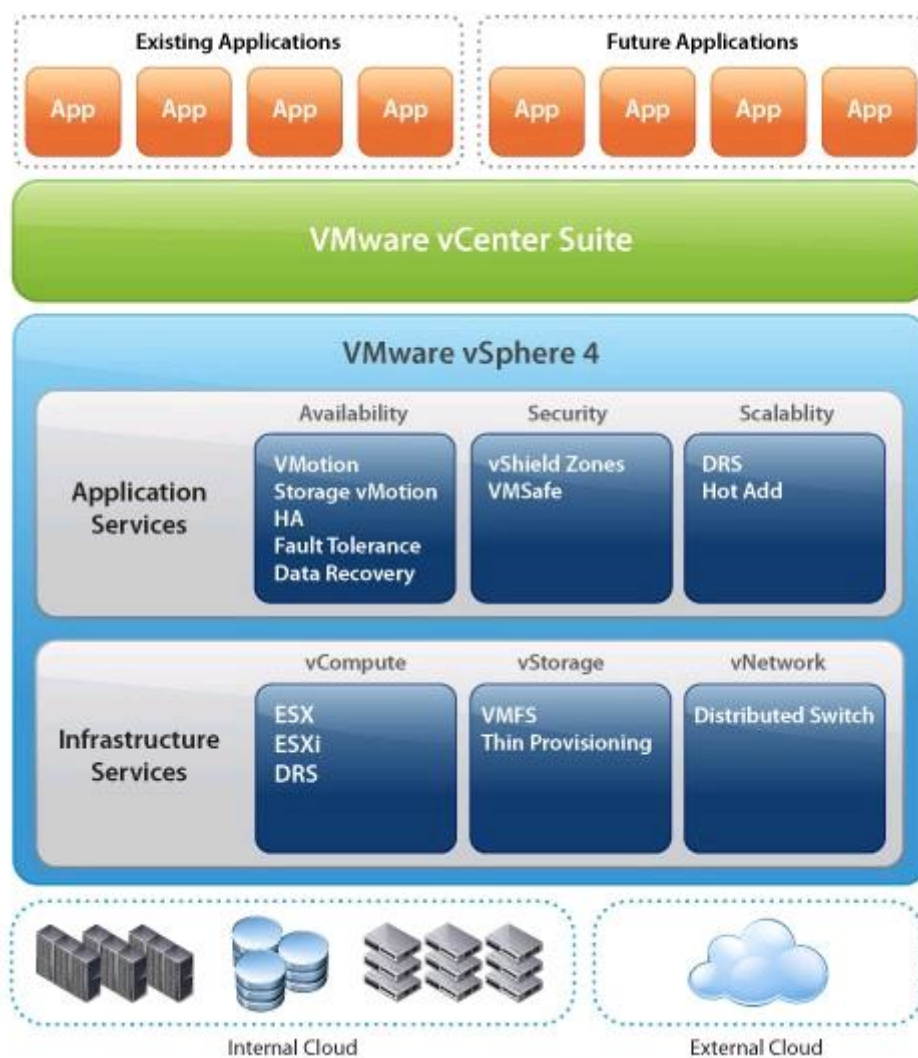 Existing Applications
Future Applications
App App App App
App App App App
VMware vCenter Suite
VMware vSphere 4
Application
Services
Availability
VMotion
Storage vMotion
HA
Fault Tolerance
Data Recovery
Security
vShield Zones
VMSafe
Scalablity
DRS
Hot Add
Infrastructure
Services
vCompute
ESX
ESXi
DRS
vStorage
VMFS
Thin Provisioning
vNetwork
Distributed Switch
Internal Cloud
External Cloud